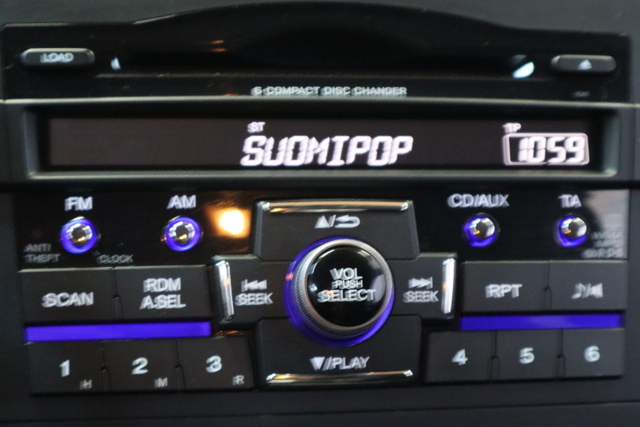 LOAD
6-COMPACT DISC CHANGER
ST
TP
SUOMIPOP
1059
FM
AM
CD/AUX
TA
ANTI THEFT
CLOCK
SCAN
RDM
A.SEL
SEEK
VOL
PUSH
SELECT
SEEK
RPT
1 H
2 M
3 R
▼/PLAY
4
5
6